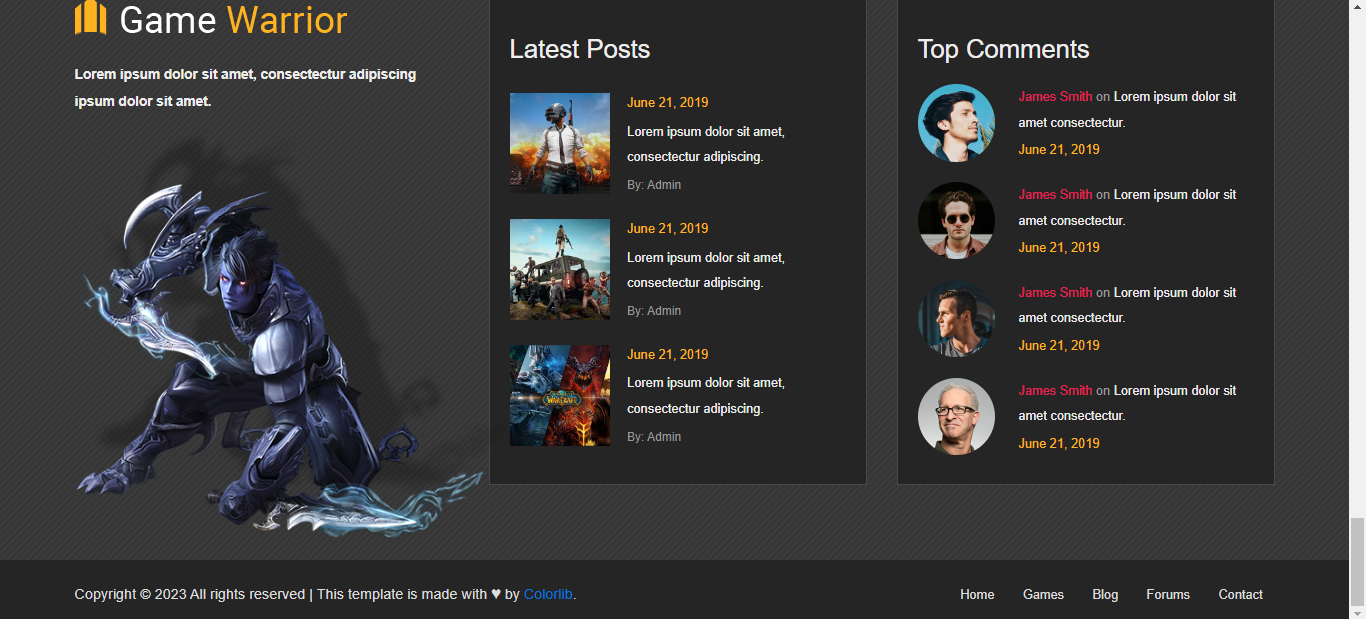 Game Warrior
Lorem ipsum dolor sit amet, consectetur adipiscing
ipsum dolor sit amet.
Latest Posts
June 21, 2019
Lorem ipsum dolor sit amet,
consectetur adipiscing.
By: Admin
June 21, 2019
Lorem ipsum dolor sit amet,
consectetur adipiscing.
By: Admin
WARCRAFT
June 21, 2019
Lorem ipsum dolor sit amet,
consectetur adipiscing.
By: Admin
Top Comments
James Smith on Lorem ipsum dolor sit
amet consectetur.
June 21, 2019
James Smith on Lorem ipsum dolor sit
amet consectetur.
June 21, 2019
James Smith on Lorem ipsum dolor sit
amet consectetur.
June 21, 2019
James Smith on Lorem ipsum dolor sit
amet consectetur.
June 21, 2019
Copyright © 2023 All rights reserved | This template is made with ♥ by Colorlib.
Home Games Blog Forums Contact